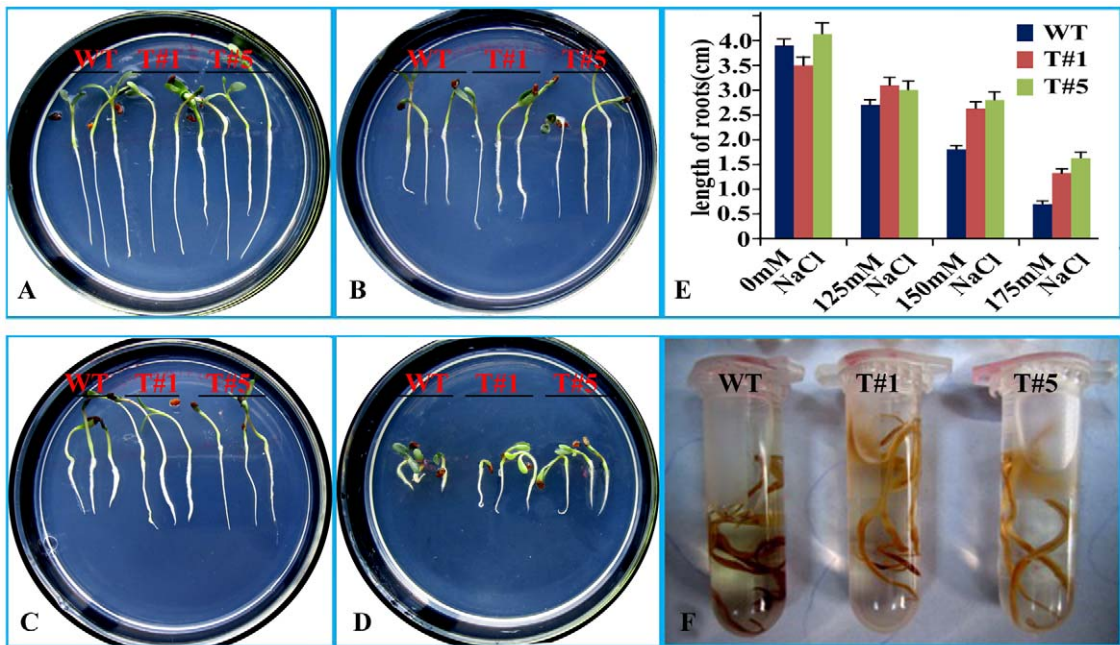 WT T#1 T#5
A
WT T#1 T#5
B
length of roots(cm)
4.0
3.5
3.0
2.5
2.0
1.5
1.0
0.5
0
WT
T#1
T#5
0mM NaCl
125mM NaCl
150mM NaCl
175mM NaCl
E
WT T#1 T#5
C
WT T#1 T#5
D
WT T#1 T#5
F